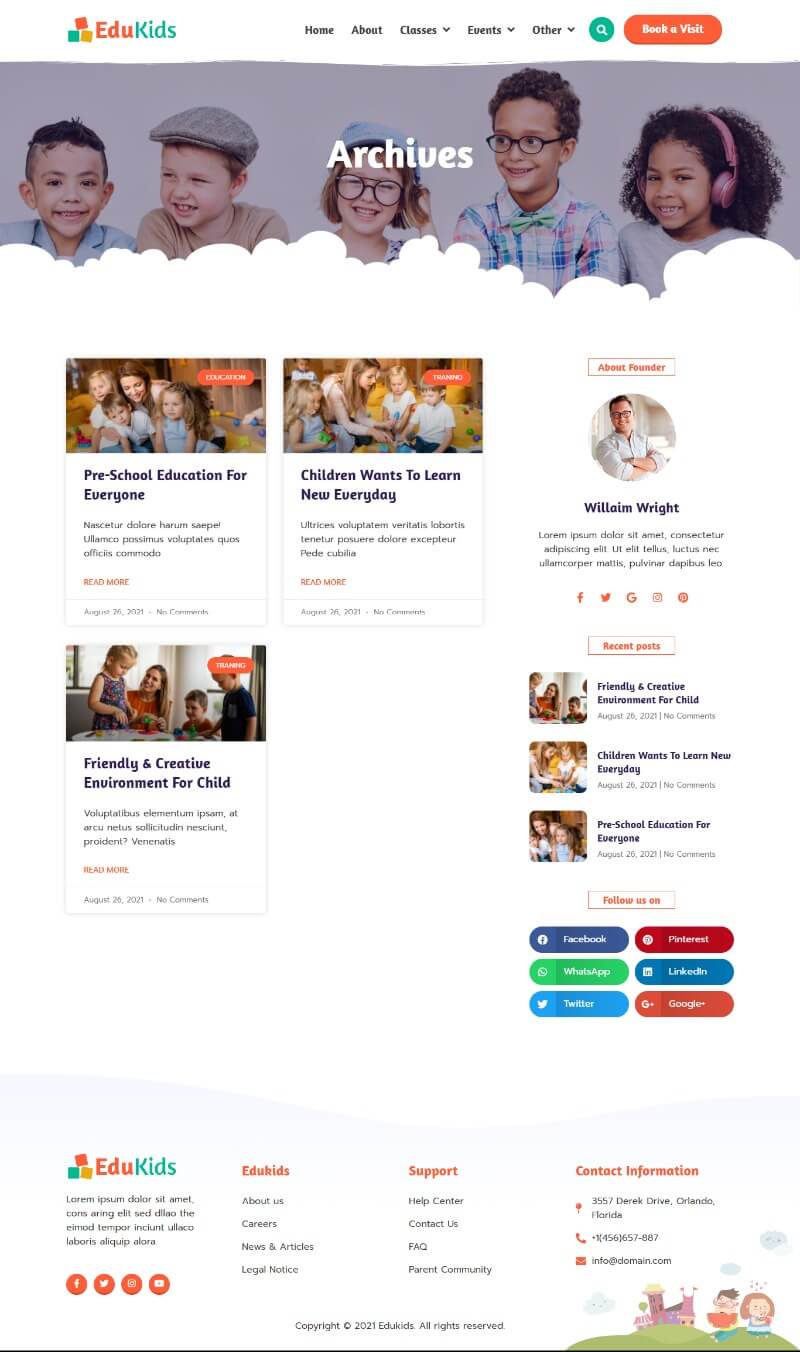 EduKids
Home About Classes Events Other Book a Visit
Archives
EDUCATION
Pre-School Education For
Everyone
Nascetur dolore harum saepe!
Ullamco possimus voluptates quos
officiis commodo
READ MORE
August 26, 2021 • No Comments
TRANING
Children Wants To Learn
New Everyday
Ultrices voluptatem veritatis lobortis
tenetur posuere dolore excepteur
Pede cubilia
READ MORE
August 26, 2021 • No Comments
TRANING
Friendly & Creative
Environment For Child
Voluptatibus elementum ipsam, at
arcu netus sollicitudin nesciunt,
proident? Venenatis
READ MORE
August 26, 2021 • No Comments
About Founder
Willaim Wright
Lorem ipsum dolor sit amet, consectetur
adipiscing elit. Ut elit tellus, luctus nec
ullamcorper mattis, pulvinar dapibus leo.
Recent posts
Friendly & Creative
Environment For Child
August 26, 2021 | No Comments
Children Wants To Learn New
Everyday
August 26, 2021 | No Comments
Pre-School Education For
Everyone
August 26, 2021 | No Comments
Follow us on
Facebook Pinterest
WhatsApp LinkedIn
Twitter Google+
EduKids
Lorem ipsum dolor sit amet,
cons aring elit sed dllao the
eimod tempor inciunt ullaco
laboris aliquip alora.
Edukids
About us
Careers
News & Articles
Legal Notice
Support
Help Center
Contact Us
FAQ
Parent Community
Contact Information
3557 Derek Drive, Orlando,
Florida
+1(456)657-887
info@domain.com
Copyright © 2021 Edukids. All rights reserved.